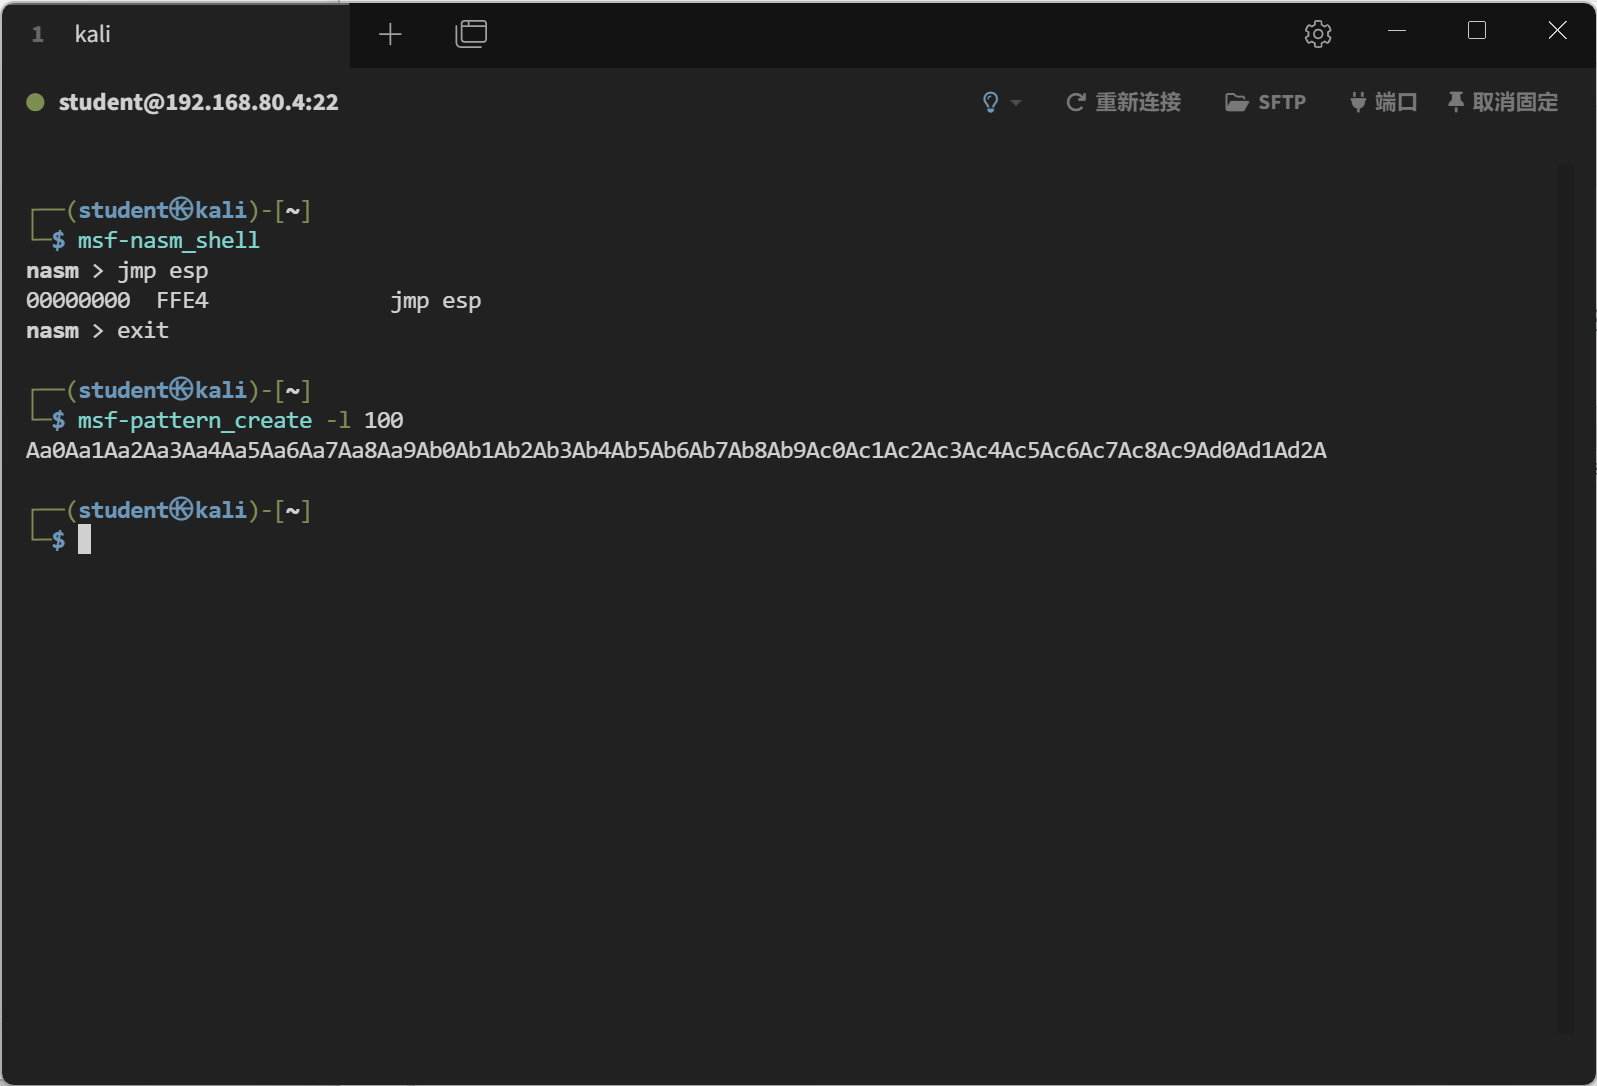 1 kali
student@192.168.80.4:22 重新连接 SFTP 端口 取消固定
┌──(student㉿kali)-[~]
└─$ msf-nasm_shell
nasm > jmp esp
00000000  FFE4              jmp esp
nasm > exit
┌──(student㉿kali)-[~]
└─$ msf-pattern_create -l 100
Aa0Aa1Aa2Aa3Aa4Aa5Aa6Aa7Aa8Aa9Ab0Ab1Ab2Ab3Ab4Ab5Ab6Ab7Ab8Ab9Ac0Ac1Ac2Ac3Ac4Ac5Ac6Ac7Ac8Ac9Ad0Ad1Ad2A
┌──(student㉿kali)-[~]
└─$